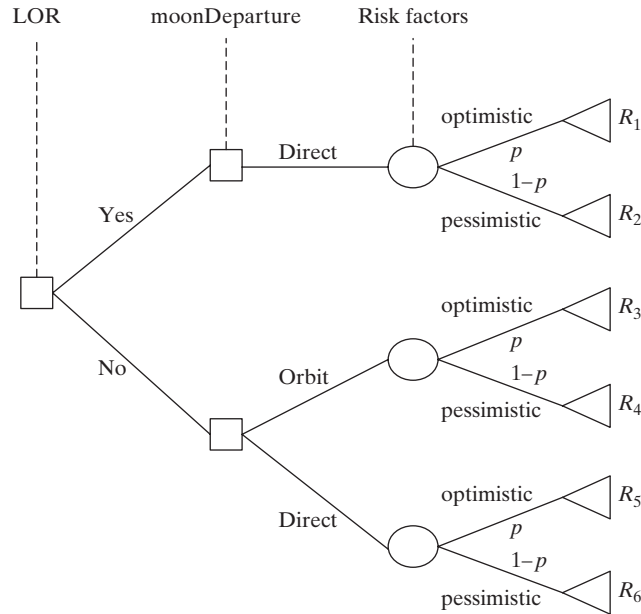 LOR
moonDeparture
Risk factors
optimistic
R1
Direct
p
1–p
Yes
pessimistic
R2
optimistic
R3
No
Orbit
p
1–p
pessimistic
R4
optimistic
R5
Direct
p
1–p
pessimistic
R6